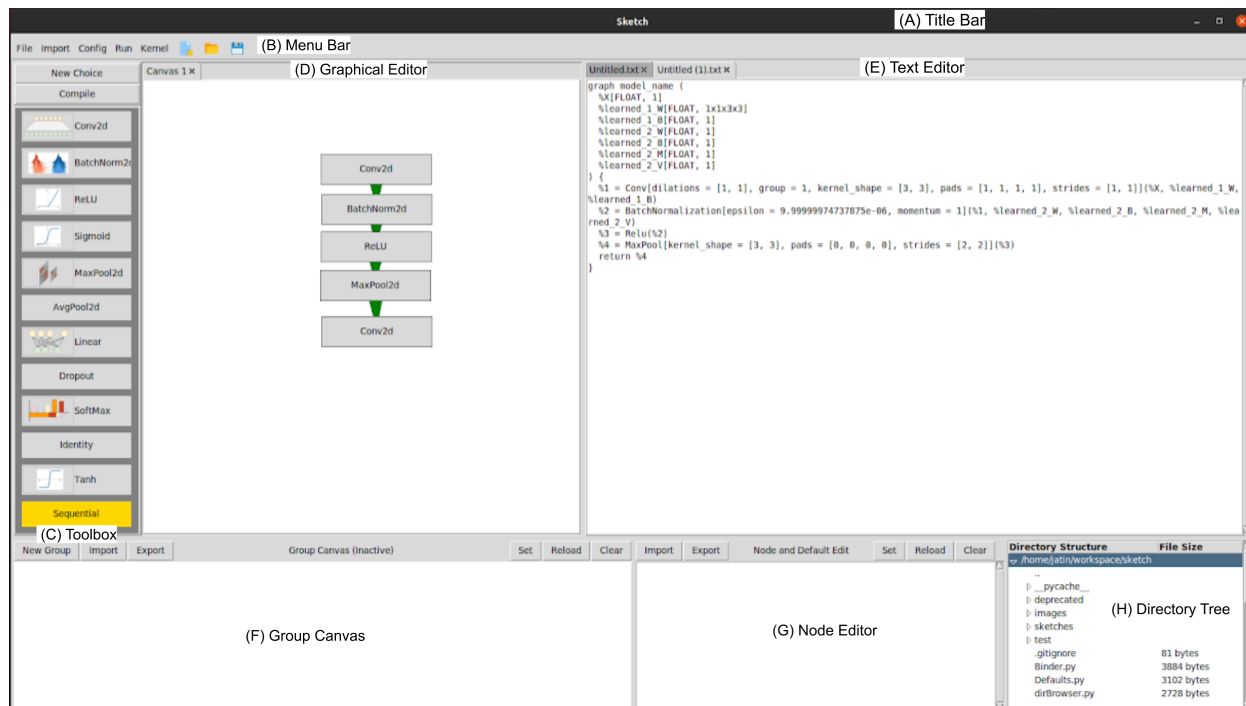 Sketch
(A) Title Bar
File Import Config Run Kernel
(B) Menu Bar
New Choice
Compile
Conv2d
BatchNorm2d
ReLU
Sigmoid
MaxPool2d
AvgPool2d
Linear
Dropout
SoftMax
Identity
Tanh
Sequential
(C) Toolbox
Canvas 1 ×
(D) Graphical Editor
Conv2d
BatchNorm2d
ReLU
MaxPool2d
Conv2d
Untitled.txt × Untitled (1).txt ×
(E) Text Editor
graph model_name (
%X[FLOAT, 1]
%learned_1_W[FLOAT, 1x1x3x3]
%learned_1_B[FLOAT, 1]
%learned_2_W[FLOAT, 1]
%learned_2_B[FLOAT, 1]
%learned_2_M[FLOAT, 1]
%learned_2_V[FLOAT, 1]
) {
%1 = Conv[dilations = [1, 1], group = 1, kernel_shape = [3, 3], pads = [1, 1, 1, 1], strides = [1, 1]](%X, %learned_1_W,
%learned_1_B)
%2 = BatchNormalization[epsilon = 9.99999974737875e-06, momentum = 1](%1, %learned_2_W, %learned_2_B, %learned_2_M, %lea
rned_2_V)
%3 = Relu(%2)
%4 = MaxPool[kernel_shape = [3, 3], pads = [0, 0, 0, 0], strides = [2, 2]](%3)
return %4
}
New Group Import Export Group Canvas (Inactive) Set Reload Clear
(F) Group Canvas
Import Export Node and Default Edit Set Reload Clear
(G) Node Editor
Directory Structure File Size
/home/jatin/workspace/sketch
..
__pycache__
deprecated
images
sketches
test
.gitignore 81 bytes
Binder.py 3884 bytes
Defaults.py 3102 bytes
dirBrowser.py 2728 bytes
(H) Directory Tree